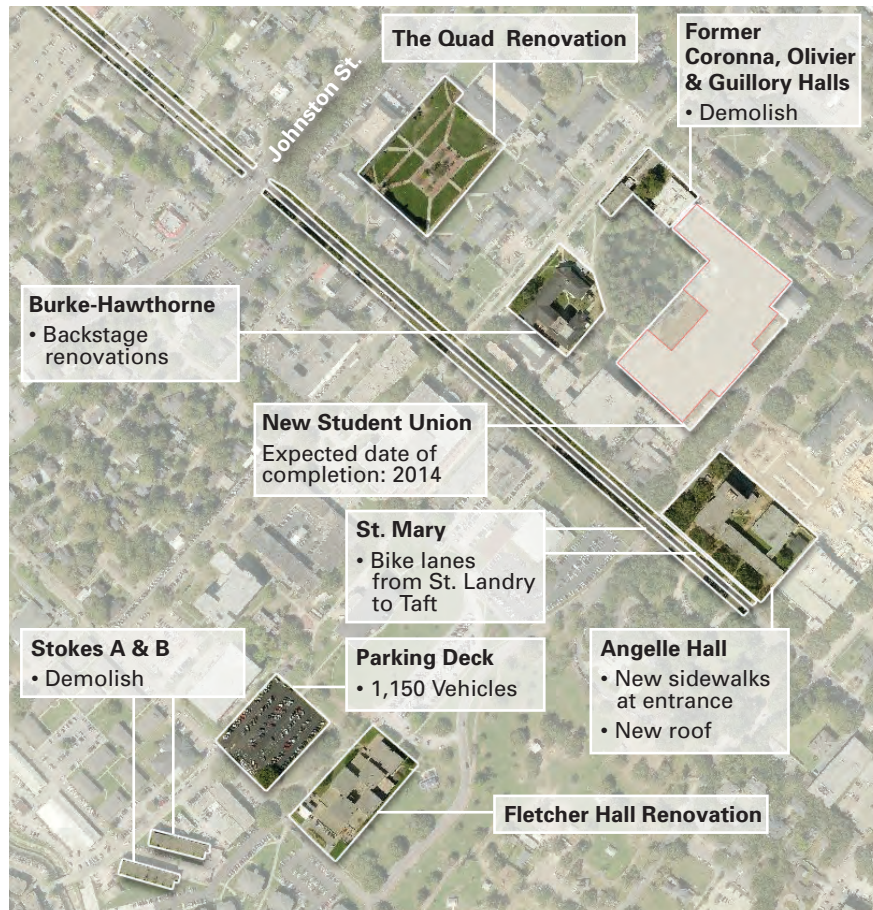 The Quad Renovation
Former
Coronna, Olivier
& Guillory Halls
• Demolish
Johnston St.
Burke-Hawthorne
• Backstage
renovations
New Student Union
Expected date of
completion: 2014
St. Mary
• Bike lanes
from St. Landry
to Taft
Stokes A & B
• Demolish
Parking Deck
• 1,150 Vehicles
Angelle Hall
• New sidewalks
at entrance
• New roof
Fletcher Hall Renovation